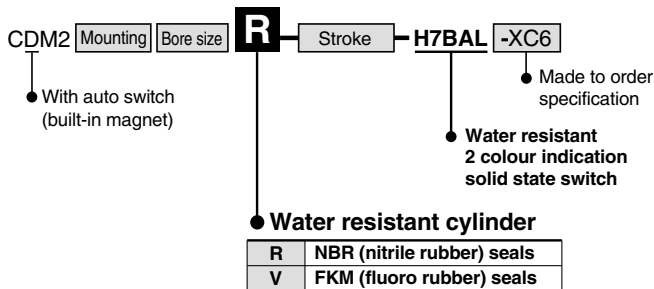 CDM2 Mounting Bore size R Stroke H7BAL -XC6
With auto switch
(built-in magnet)
Made to order
specification
Water resistant
2 colour indication
solid state switch
Water resistant cylinder
R NBR (nitrile rubber) seals
V FKM (fluoro rubber) seals